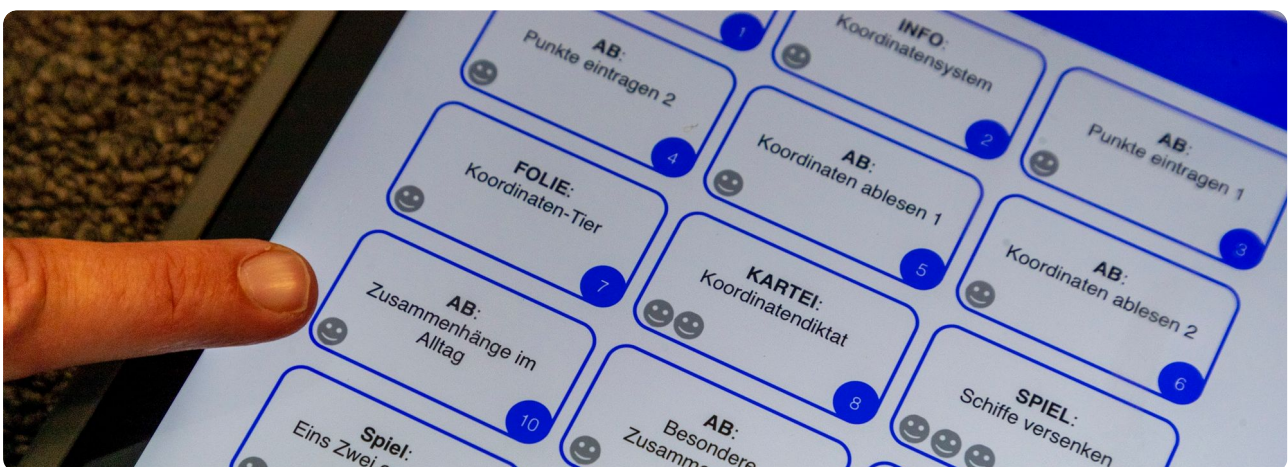 1
INFO:
Koordinatensystem
2
AB:
Punkte eintragen 1
3
AB:
Punkte eintragen 2
4
AB:
Koordinaten ablesen 1
5
AB:
Koordinaten ablesen 2
6
FOLIE:
Koordinaten-Tier
7
KARTEI:
Koordinatendiktat
8
SPIEL:
Schiffe versenken
AB:
Zusammenhänge im
Alltag
10
AB:
Besondere
Spiel:
Eins Zwei